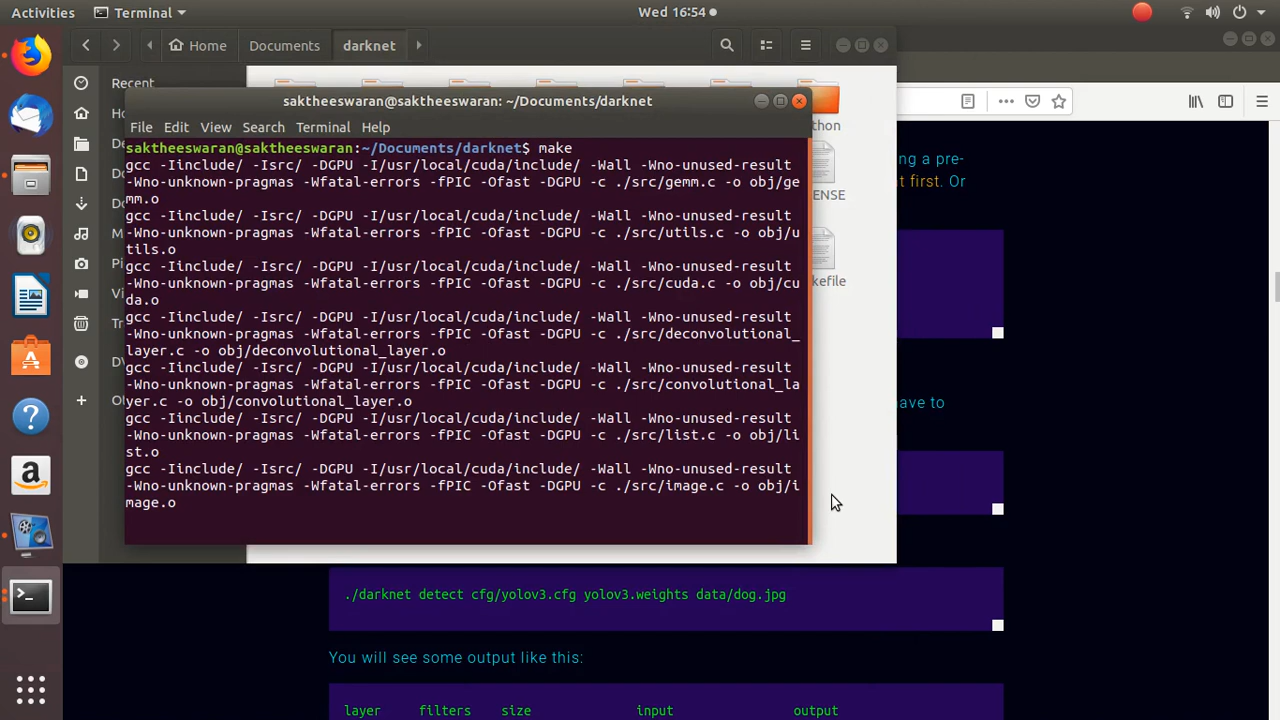 Activities
Terminal
Wed 16:54
Home
Documents
darknet
Recent
saktheeswaran@saktheeswaran: ~/Documents/darknet
File Edit View Search Terminal Help
saktheeswaran@saktheeswaran:~/Documents/darknet$ make
gcc -Iinclude/ -Isrc/ -DGPU -I/usr/local/cuda/include/ -Wall -Wno-unused-result
-Wno-unknown-pragmas -Wfatal-errors -fPIC -Ofast -DGPU -c ./src/gemm.c -o obj/ge
mm.o
gcc -Iinclude/ -Isrc/ -DGPU -I/usr/local/cuda/include/ -Wall -Wno-unused-result
-Wno-unknown-pragmas -Wfatal-errors -fPIC -Ofast -DGPU -c ./src/utils.c -o obj/u
tils.o
gcc -Iinclude/ -Isrc/ -DGPU -I/usr/local/cuda/include/ -Wall -Wno-unused-result
-Wno-unknown-pragmas -Wfatal-errors -fPIC -Ofast -DGPU -c ./src/cuda.c -o obj/cu
da.o
gcc -Iinclude/ -Isrc/ -DGPU -I/usr/local/cuda/include/ -Wall -Wno-unused-result
-Wno-unknown-pragmas -Wfatal-errors -fPIC -Ofast -DGPU -c ./src/deconvolutional_
layer.c -o obj/deconvolutional_layer.o
gcc -Iinclude/ -Isrc/ -DGPU -I/usr/local/cuda/include/ -Wall -Wno-unused-result
-Wno-unknown-pragmas -Wfatal-errors -fPIC -Ofast -DGPU -c ./src/convolutional_la
yer.c -o obj/convolutional_layer.o
gcc -Iinclude/ -Isrc/ -DGPU -I/usr/local/cuda/include/ -Wall -Wno-unused-result
-Wno-unknown-pragmas -Wfatal-errors -fPIC -Ofast -DGPU -c ./src/list.c -o obj/li
st.o
gcc -Iinclude/ -Isrc/ -DGPU -I/usr/local/cuda/include/ -Wall -Wno-unused-result
-Wno-unknown-pragmas -Wfatal-errors -fPIC -Ofast -DGPU -c ./src/image.c -o obj/i
mage.o
thon
ENSE
kefile
ng a pre-
t first. Or
have to
./darknet detect cfg/yolov3.cfg yolov3.weights data/dog.jpg
You will see some output like this:
layer filters size input output